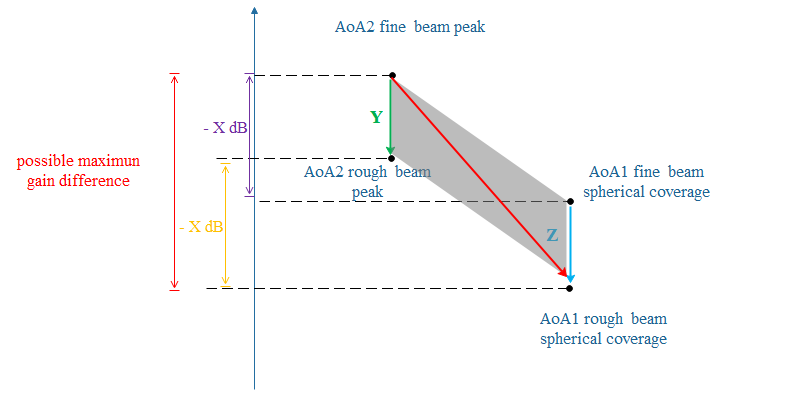 AoA2 fine beam peak
Y
- X dB
possible maximun
gain difference
AoA2 rough beam
peak
AoA1 fine beam
spherical coverage
- X dB
Z
AoA1 rough beam
spherical coverage